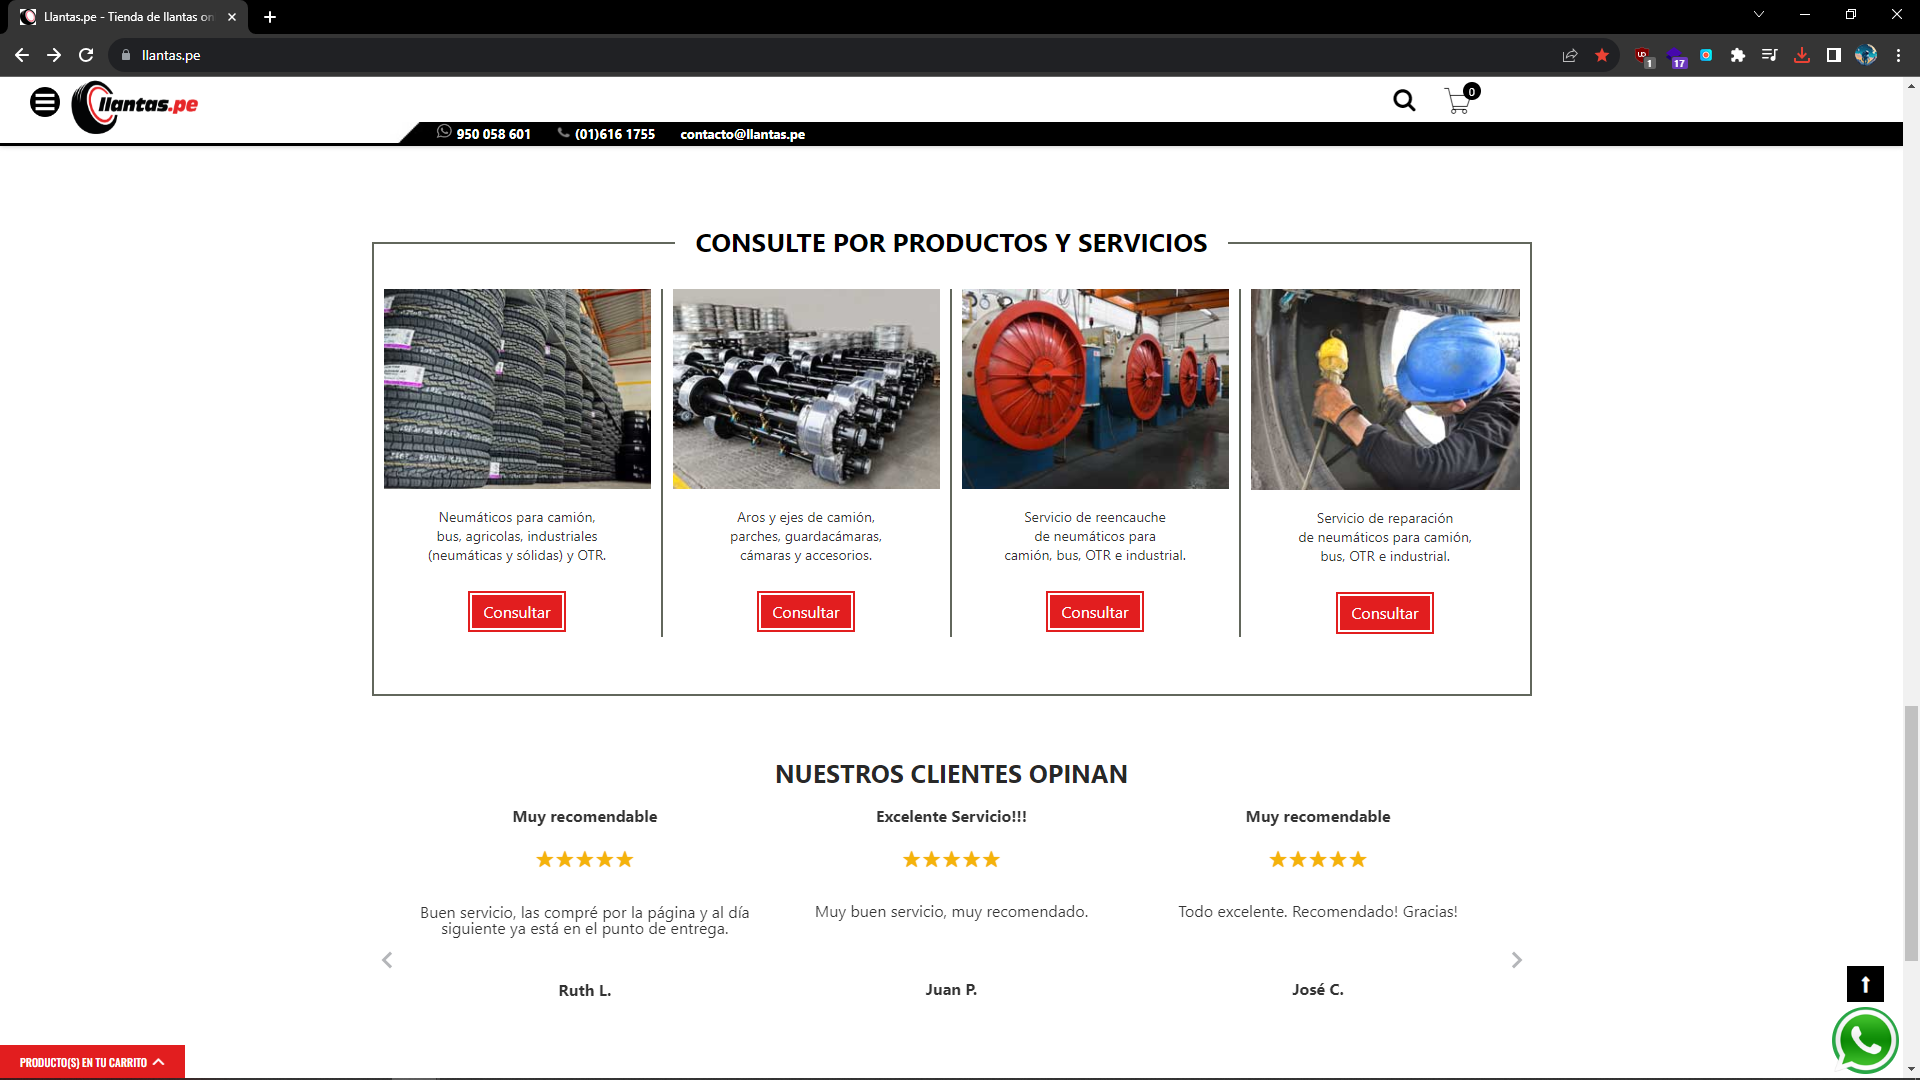 Llantas.pe - Tienda de llantas on
llantas.pe
1
17
llantas.pe
0
950 058 601
(01)616 1755
contacto@llantas.pe
CONSULTE POR PRODUCTOS Y SERVICIOS
Neumáticos para camión,
bus, agricolas, industriales
(neumáticas y sólidas) y OTR.
Consultar
Aros y ejes de camión,
parches, guardacámaras,
cámaras y accesorios.
Consultar
Servicio de reencauche
de neumáticos para
camión, bus, OTR e industrial.
Consultar
Servicio de reparación
de neumáticos para camión,
bus, OTR e industrial.
Consultar
NUESTROS CLIENTES OPINAN
Muy recomendable
Buen servicio, las compré por la página y al día
siguiente ya está en el punto de entrega.
Ruth L.
Excelente Servicio!!!
Muy buen servicio, muy recomendado.
Juan P.
Muy recomendable
Todo excelente. Recomendado! Gracias!
José C.
PRODUCTO(S) EN TU CARRITO